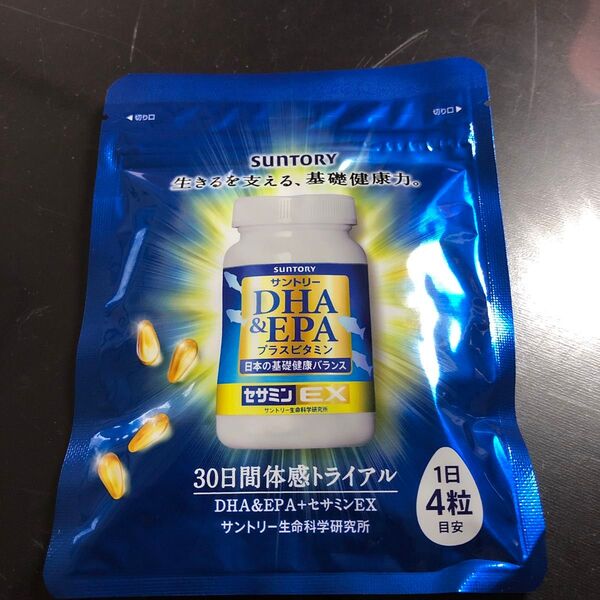 切り口
切り口
SUNTORY
生きるを支える、基礎健康力。
SUNTORY
サントリー
DHA
&EPA
プラスビタミン
日本の基礎健康バランス
セサミンEX
サントリー生命科学研究所
30日間体感トライアル
DHA&EPA+セサミンEX
サントリー生命科学研究所
1日
4粒
目安